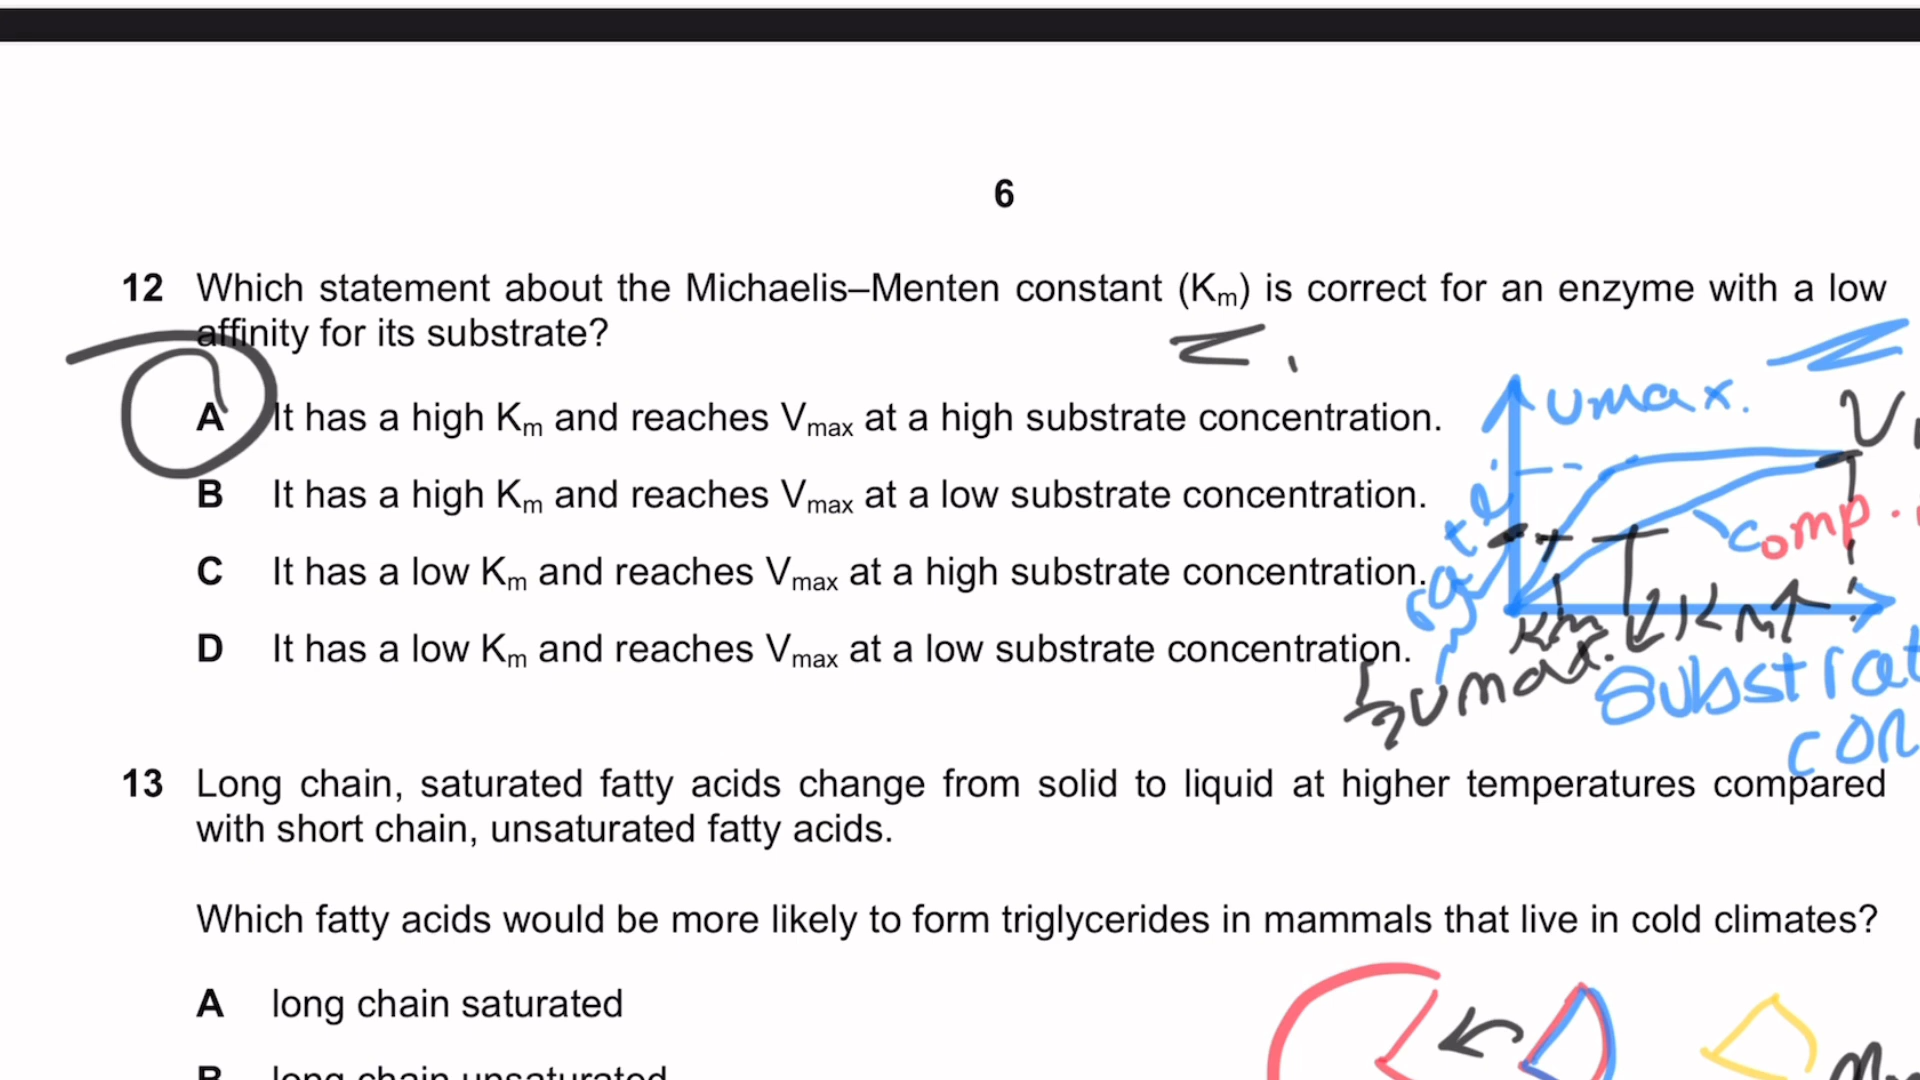 6
12 Which statement about the Michaelis–Menten constant (Km) is correct for an enzyme with a low
affinity for its substrate?
A It has a high Km and reaches Vmax at a high substrate concentration.
B It has a high Km and reaches Vmax at a low substrate concentration.
C It has a low Km and reaches Vmax at a high substrate concentration.
D It has a low Km and reaches Vmax at a low substrate concentration.
Vmax.
V
rate
comp.
Km
Km↑
½Vmax.
Substrat
con
13 Long chain, saturated fatty acids change from solid to liquid at higher temperatures compared
with short chain, unsaturated fatty acids.
Which fatty acids would be more likely to form triglycerides in mammals that live in cold climates?
A long chain saturated
B long chain unsaturated